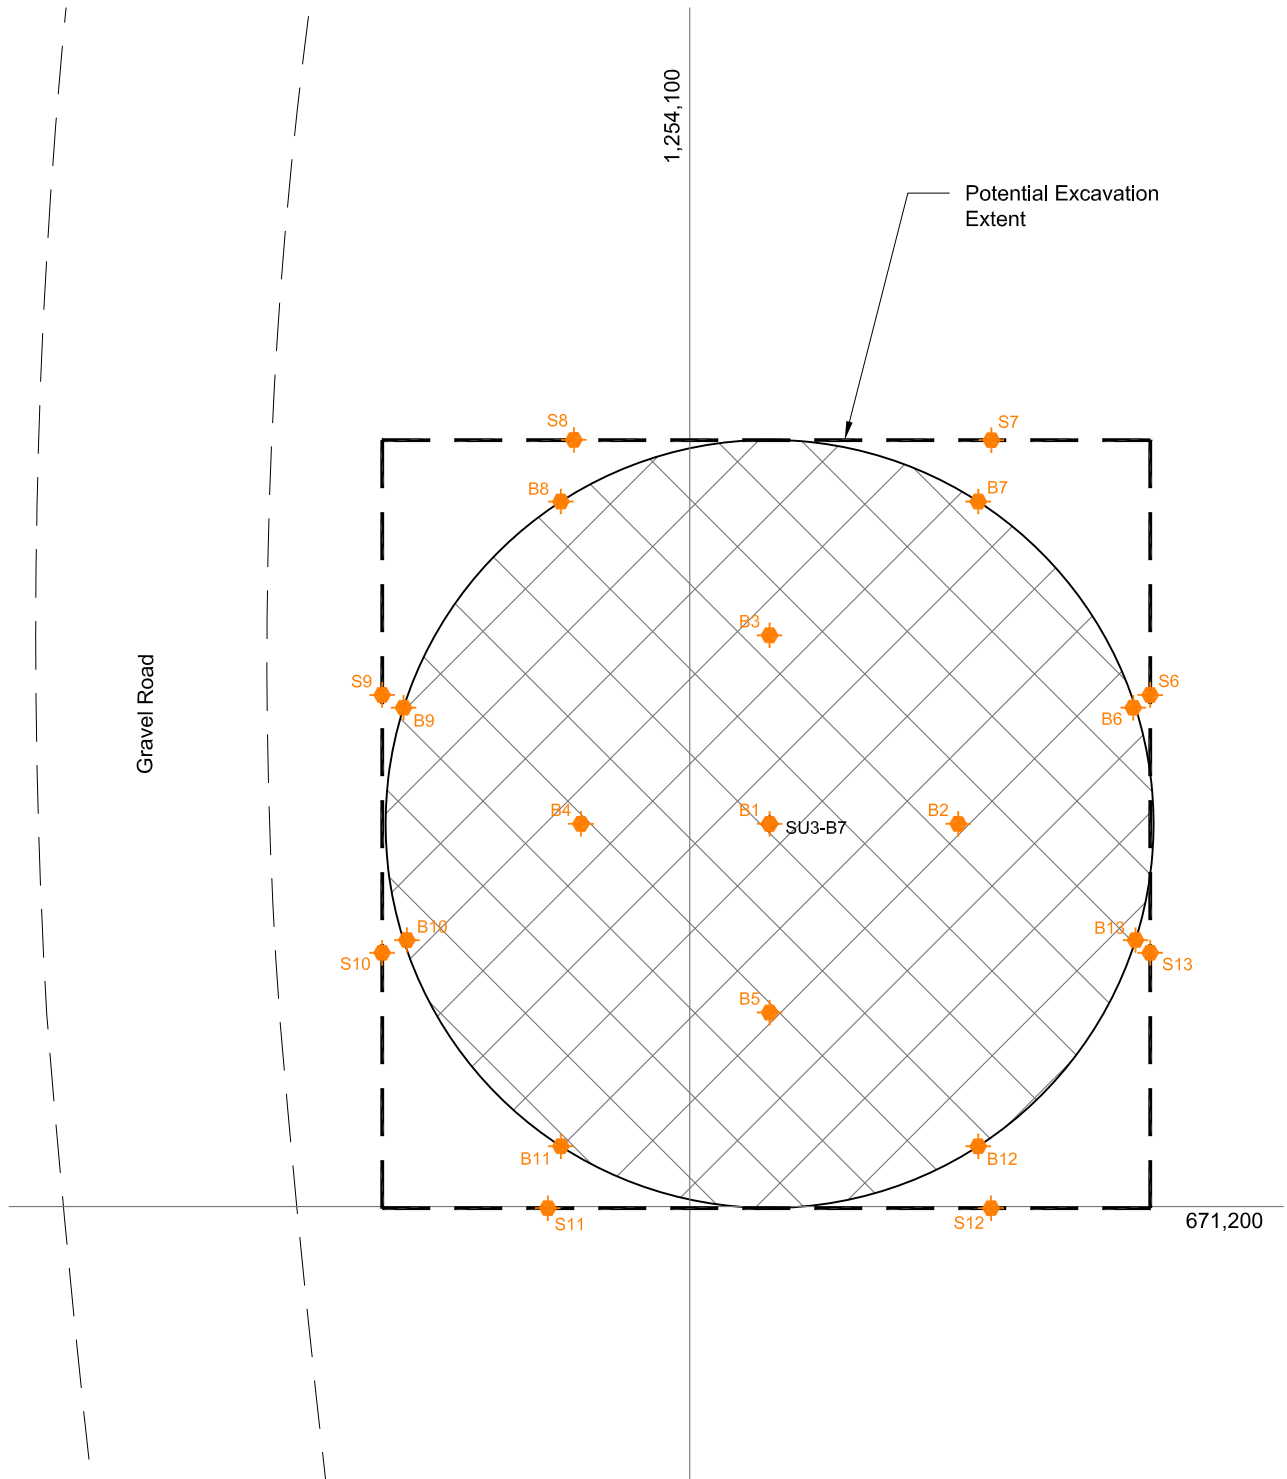 1,254,100
Potential Excavation
Extent
S8
S7
B8
B7
B3
S9
S6
B9
B6
Gravel Road
B4
B1
B2
SU3-B7
B10
B13
S10
S13
B5
B11
B12
S11
S12
671,200